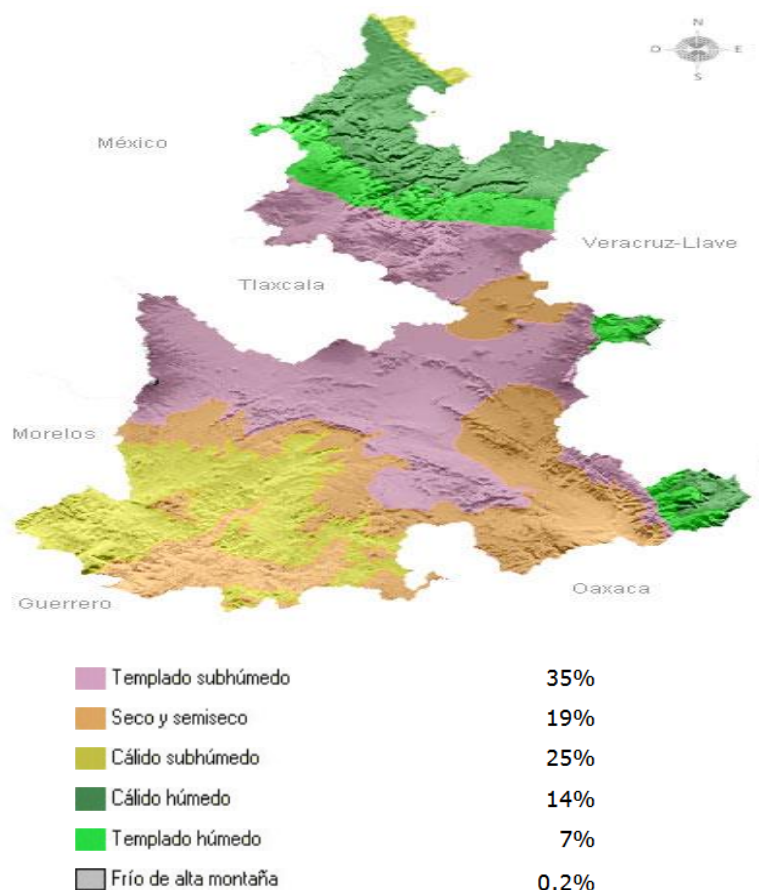 N
O E
S
México
Veracruz-Llave
Tlaxcala
Morelos
Oaxaca
Guerrero
Templado subhúmedo 35%
Seco y semiseco 19%
Cálido subhúmedo 25%
Cálido húmedo 14%
Templado húmedo 7%
Frío de alta montaña 0.2%